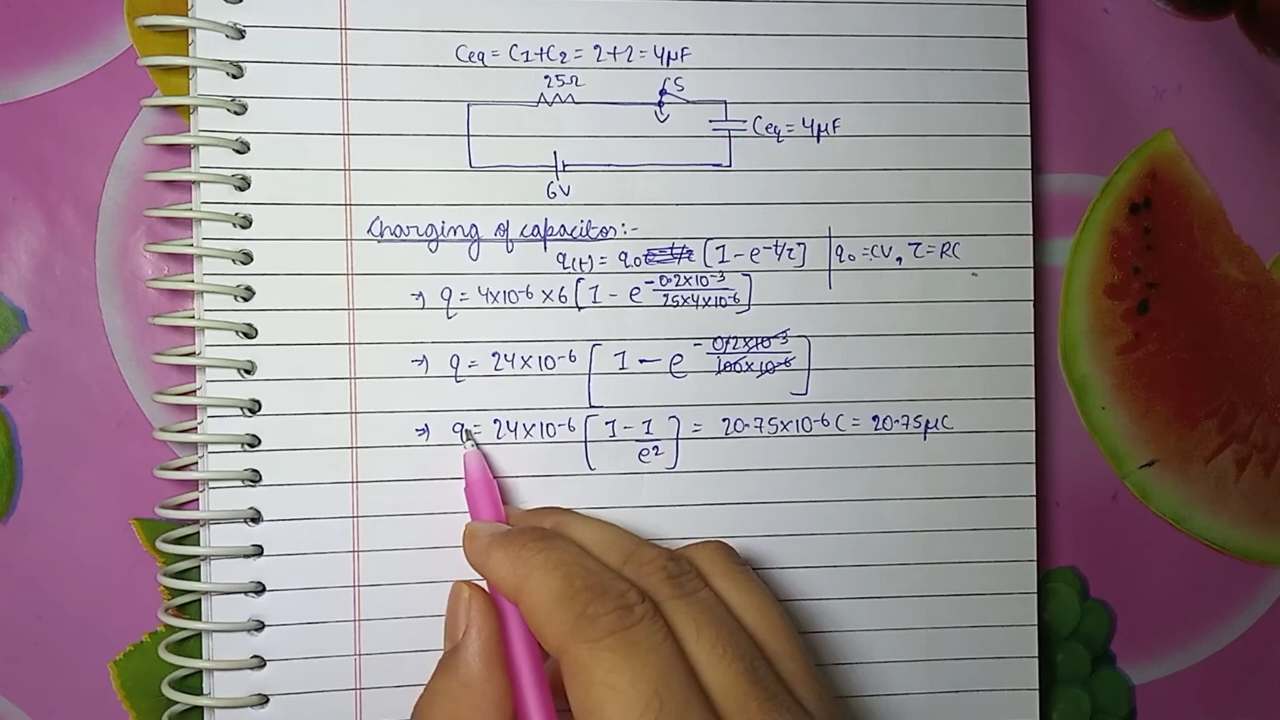 Ceq = C1+C2 = 2+2 = 4μF
25Ω
S
Ceq = 4μF
6V
Charging of capacitor:-
q(t) = q0 [1 - e^-t/τ] | q0 = CV, τ = RC
⇒ q = 4×10^-6 × 6 [1 - e^-(0.2×10^-3)/(25×4×10^-6)]
⇒ q = 24×10^-6 [1 - e^-(0.2×10^-3)/(100×10^-6)]
⇒ q = 24×10^-6 [1 - 1/e^2] = 20.75×10^-6 C = 20.75μC